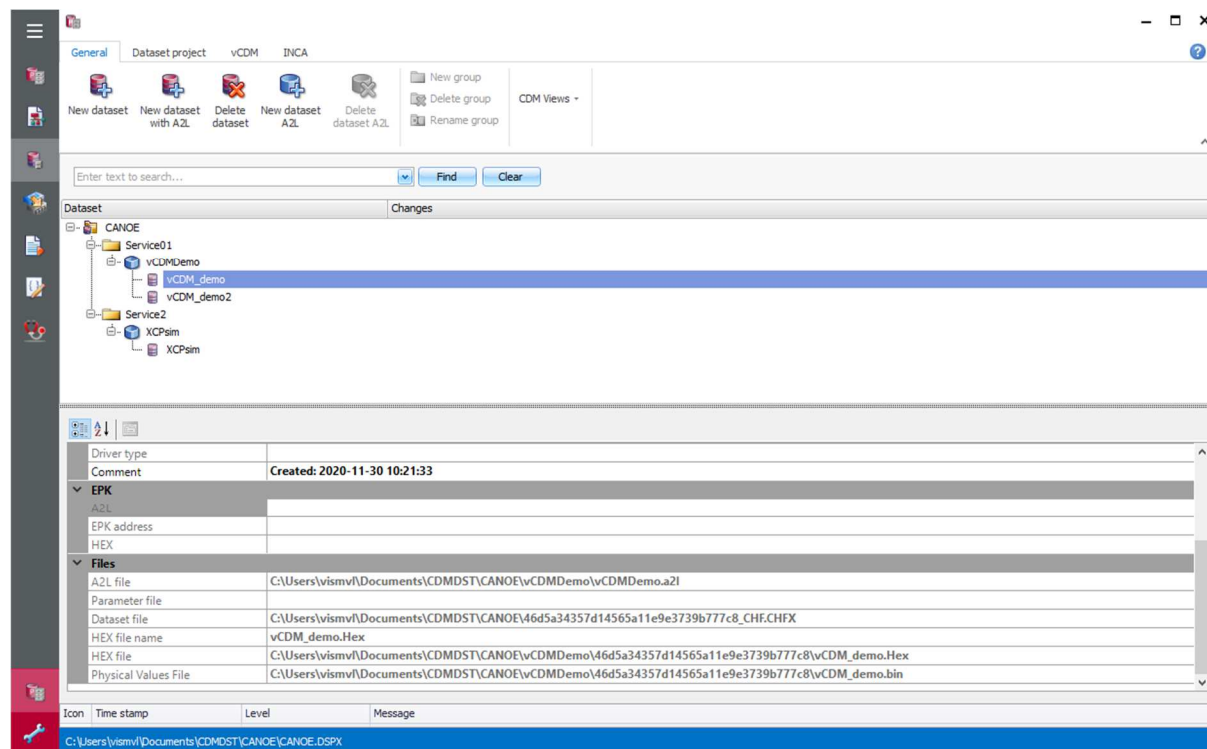 General Dataset project vCDM INCA
New dataset New dataset with A2L Delete dataset New dataset A2L Delete dataset A2L
New group
Delete group
Rename group
CDM Views
Enter text to search... Find Clear
Dataset Changes
CANOE
Service01
vCDMDemo
vCDM_demo
vCDM_demo2
Service2
XCPsim
XCPsim
Driver type
Comment Created: 2020-11-30 10:21:33
EPK
A2L
EPK address
HEX
Files
A2L file C:\Users\vismvl\Documents\CDMDST\CANOE\vCDMDemo\vCDMDemo.a2l
Parameter file
Dataset file C:\Users\vismvl\Documents\CDMDST\CANOE\46d5a34357d14565a11e9e3739b777c8_CHF.CHFX
HEX file name vCDM_demo.Hex
HEX file C:\Users\vismvl\Documents\CDMDST\CANOE\vCDMDemo\46d5a34357d14565a11e9e3739b777c8\vCDM_demo.Hex
Physical Values File C:\Users\vismvl\Documents\CDMDST\CANOE\vCDMDemo\46d5a34357d14565a11e9e3739b777c8\vCDM_demo.bin
Icon Time stamp Level Message
C:\Users\vismvl\Documents\CDMDST\CANOE\CANOE.DSPX